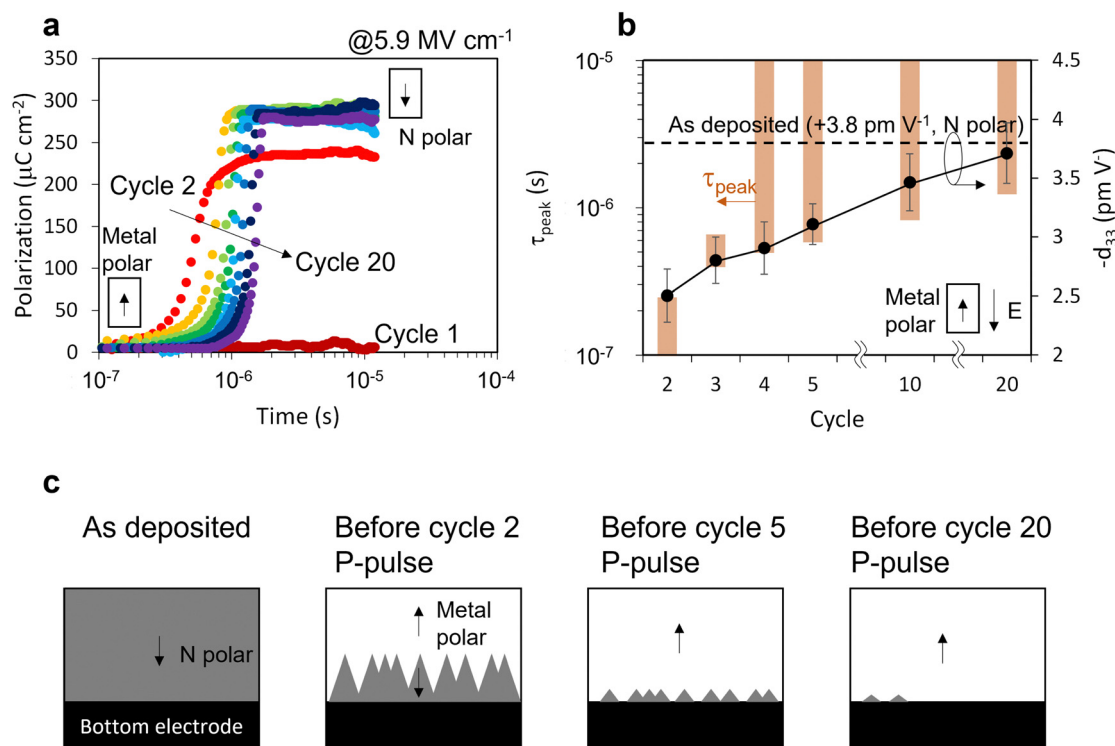 a
@5.9 MV cm⁻¹
350
300
250
200
150
100
50
0
Polarization (µC cm⁻²)
N polar
Cycle 2
Metal
polar
Cycle 20
Cycle 1
10⁻⁷
10⁻⁶
10⁻⁵
10⁻⁴
Time (s)
b
10⁻⁵
10⁻⁶
10⁻⁷
τpeak (s)
As deposited (+3.8 pm V⁻¹, N polar)
τpeak
Metal
polar
E
4.5
4
3.5
3
2.5
2
-d₃₃ (pm V⁻)
2 3 4 5 10 20
Cycle
c
As deposited
N polar
Bottom electrode
Before cycle 2
P-pulse
Metal
polar
Before cycle 5
P-pulse
Before cycle 20
P-pulse